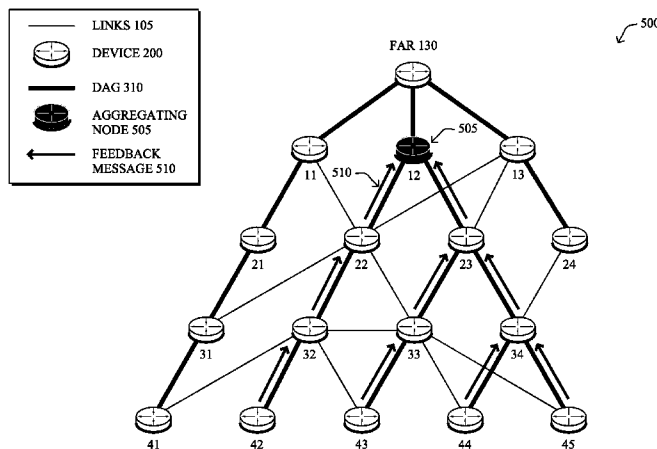 LINKS 105
DEVICE 200
DAG 310
AGGREGATING
NODE 505
FEEDBACK
MESSAGE 510
500
FAR 130
505
510
11
12
13
21
22
23
24
31
32
33
34
41
42
43
44
45